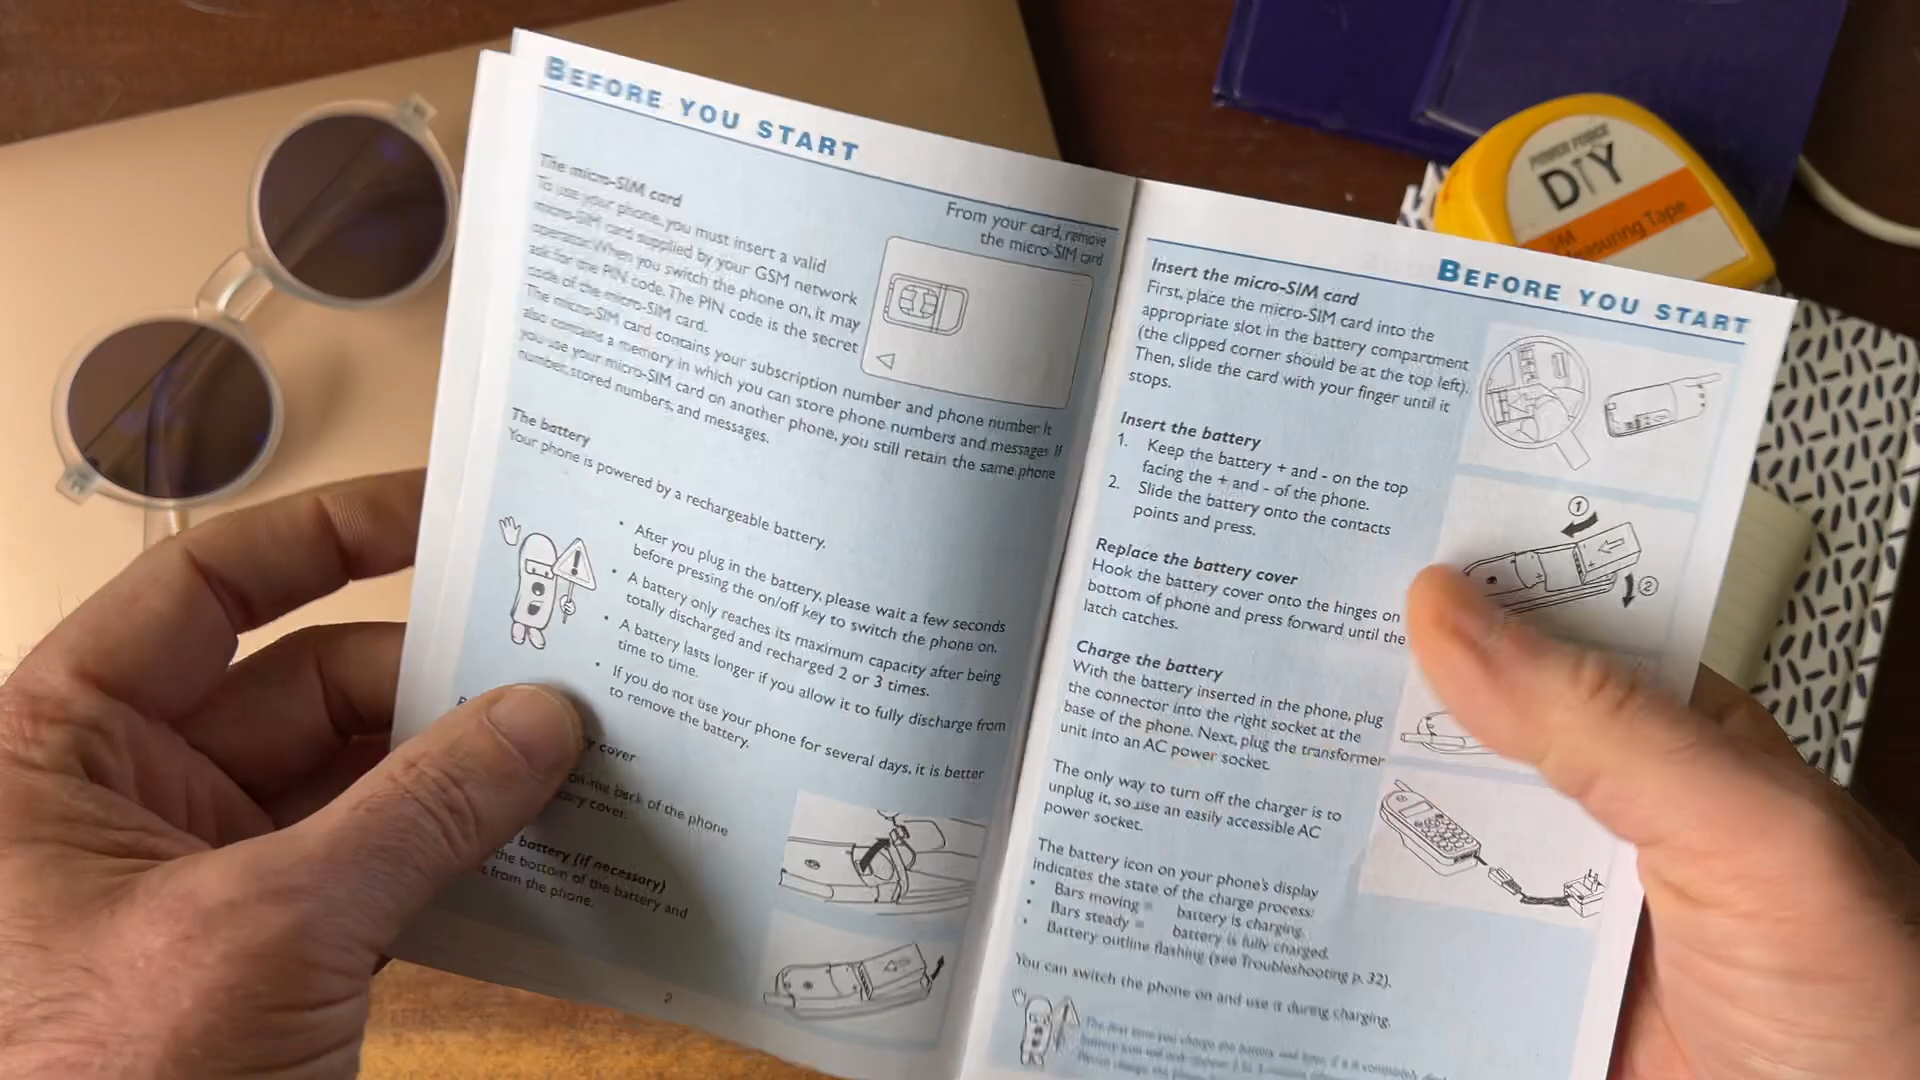 BEFORE YOU START
The micro-SIM card
To use your phone, you must insert a valid
micro-SIM card supplied by your GSM network
operator. When you switch the phone on, it may
ask for the PIN code. The PIN code is the secret
code of the micro-SIM card.
The micro-SIM card contains your subscription number and phone number. It
also contains a memory in which you can store phone numbers and messages. If
you use your micro-SIM card on another phone, you still retain the same phone
number, stored numbers, and messages.
From your card, remove
the micro-SIM card
The battery
Your phone is powered by a rechargeable battery.
• After you plug in the battery, please wait a few seconds
before pressing the on/off key to switch the phone on.
• A battery only reaches its maximum capacity after being
totally discharged and recharged 2 or 3 times.
• A battery lasts longer if you allow it to fully discharge from
time to time.
• If you do not use your phone for several days, it is better
to remove the battery.
cover
back of the phone
cover.
battery (if necessary)
the bottom of the battery and
from the phone.
2
BEFORE YOU START
Insert the micro-SIM card
First, place the micro-SIM card into the
appropriate slot in the battery compartment
(the clipped corner should be at the top left).
Then, slide the card with your finger until it
stops.
Insert the battery
1. Keep the battery + and - on the top
facing the + and - of the phone.
2. Slide the battery onto the contacts
points and press.
1
2
Replace the battery cover
Hook the battery cover onto the hinges on
bottom of phone and press forward until the
latch catches.
Charge the battery
With the battery inserted in the phone, plug
the connector into the right socket at the
base of the phone. Next, plug the transformer
unit into an AC power socket.
The only way to turn off the charger is to
unplug it, so use an easily accessible AC
power socket.
The battery icon on your phone's display
indicates the state of the charge process:
• Bars moving = battery is charging.
• Bars steady = battery is fully charged.
• Battery outline flashing (see Troubleshooting p. 32).
You can switch the phone on and use it during charging.
The first time you charge the battery
POWER FORCE
DIY
5M
Measuring Tape